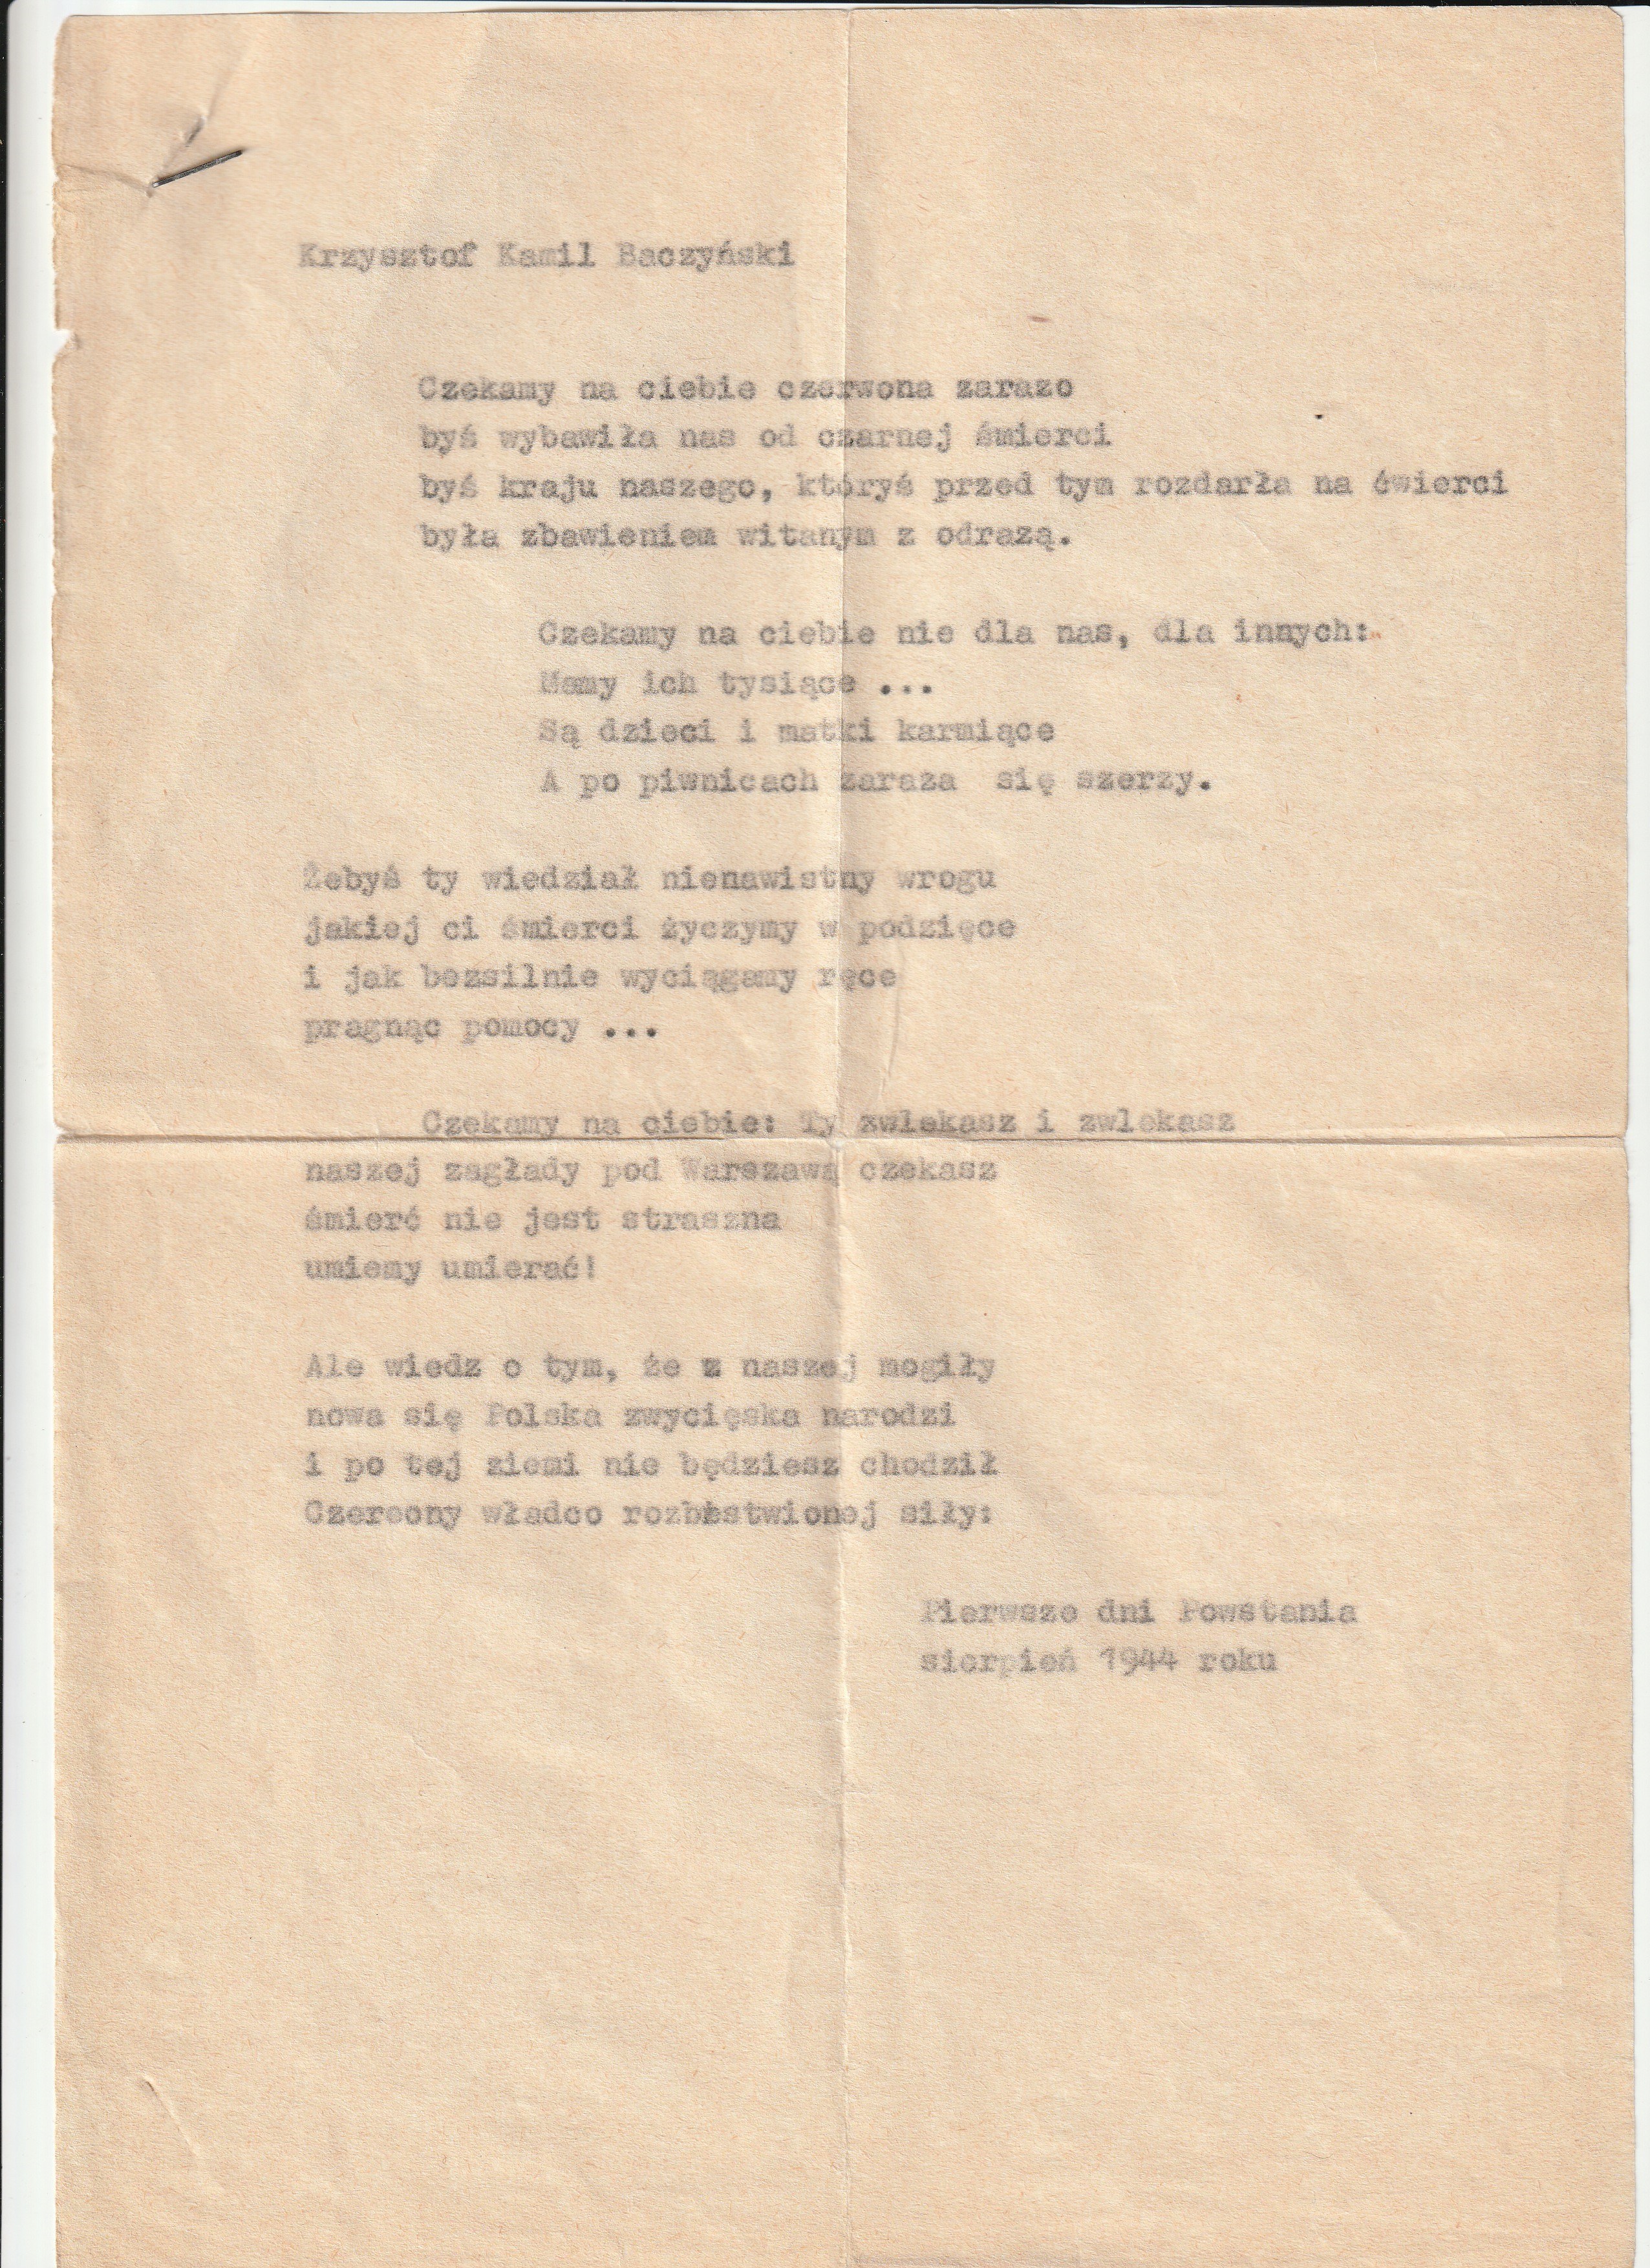 Krzysztof Kamil Baczyński
Czekamy na ciebie czerwona zarazo
byś wybawiła nas od czarnej śmierci
byś kraju naszego, któryś przed tym rozdarła na ćwierci
była zbawieniem witanym z odrazą.
Czekamy na ciebie nie dla nas, dla innych:
Mamy ich tysiące ...
Są dzieci i matki karmiące
A po piwnicach zaraza się szerzy.
Żebyś ty wiedział nienawistny wrogu
jakiej ci śmierci życzymy w podzięce
i jak bezsilnie wyciągamy ręce
pragnąc pomocy ...
Czekamy na ciebie: Ty zwlekasz i zwlekasz
naszej zagłady pod Warszawą czekasz
śmierć nie jest straszna
umiemy umierać!
Ale wiedz o tym, że z naszej mogiły
nowa się Polska zwycięska narodzi
i po tej ziemi nie będziesz chodził
Czerwony władco rozbestwionej siły:
Pierwsze dni Powstania
sierpień 1944 roku